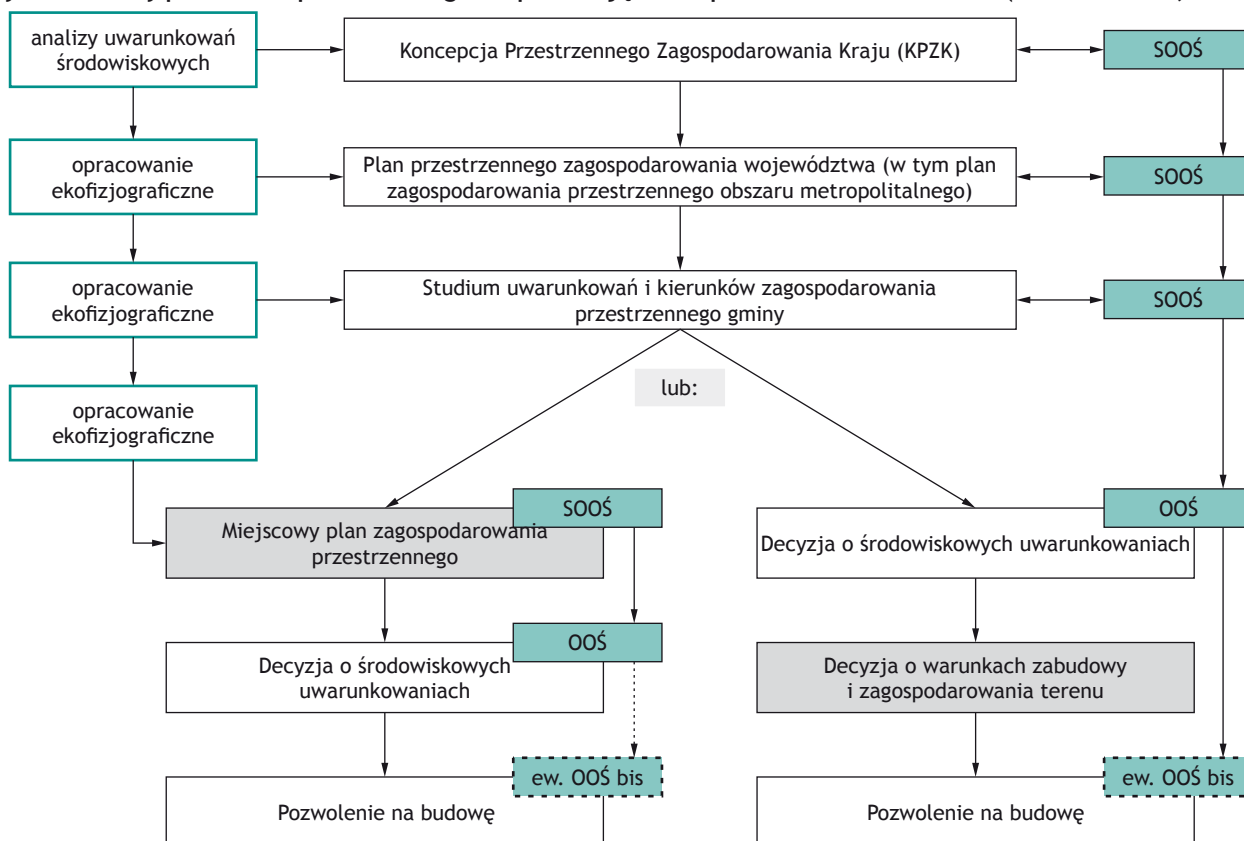 analizy uwarunkowań
środowiskowych
Koncepcja Przestrzennego Zagospodarowania Kraju (KPZK)
SOOŚ
opracowanie
ekofizjograficzne
Plan przestrzennego zagospodarowania województwa (w tym plan
zagospodarowania przestrzennego obszaru metropolitalnego)
SOOŚ
opracowanie
ekofizjograficzne
Studium uwarunkowań i kierunków zagospodarowania
przestrzennego gminy
SOOŚ
lub:
opracowanie
ekofizjograficzne
SOOŚ
Miejscowy plan zagospodarowania
przestrzennego
OOŚ
Decyzja o środowiskowych uwarunkowaniach
OOŚ
Decyzja o środowiskowych
uwarunkowaniach
Decyzja o warunkach zabudowy
i zagospodarowania terenu
ew. OOŚ bis
Pozwolenie na budowę
ew. OOŚ bis
Pozwolenie na budowę